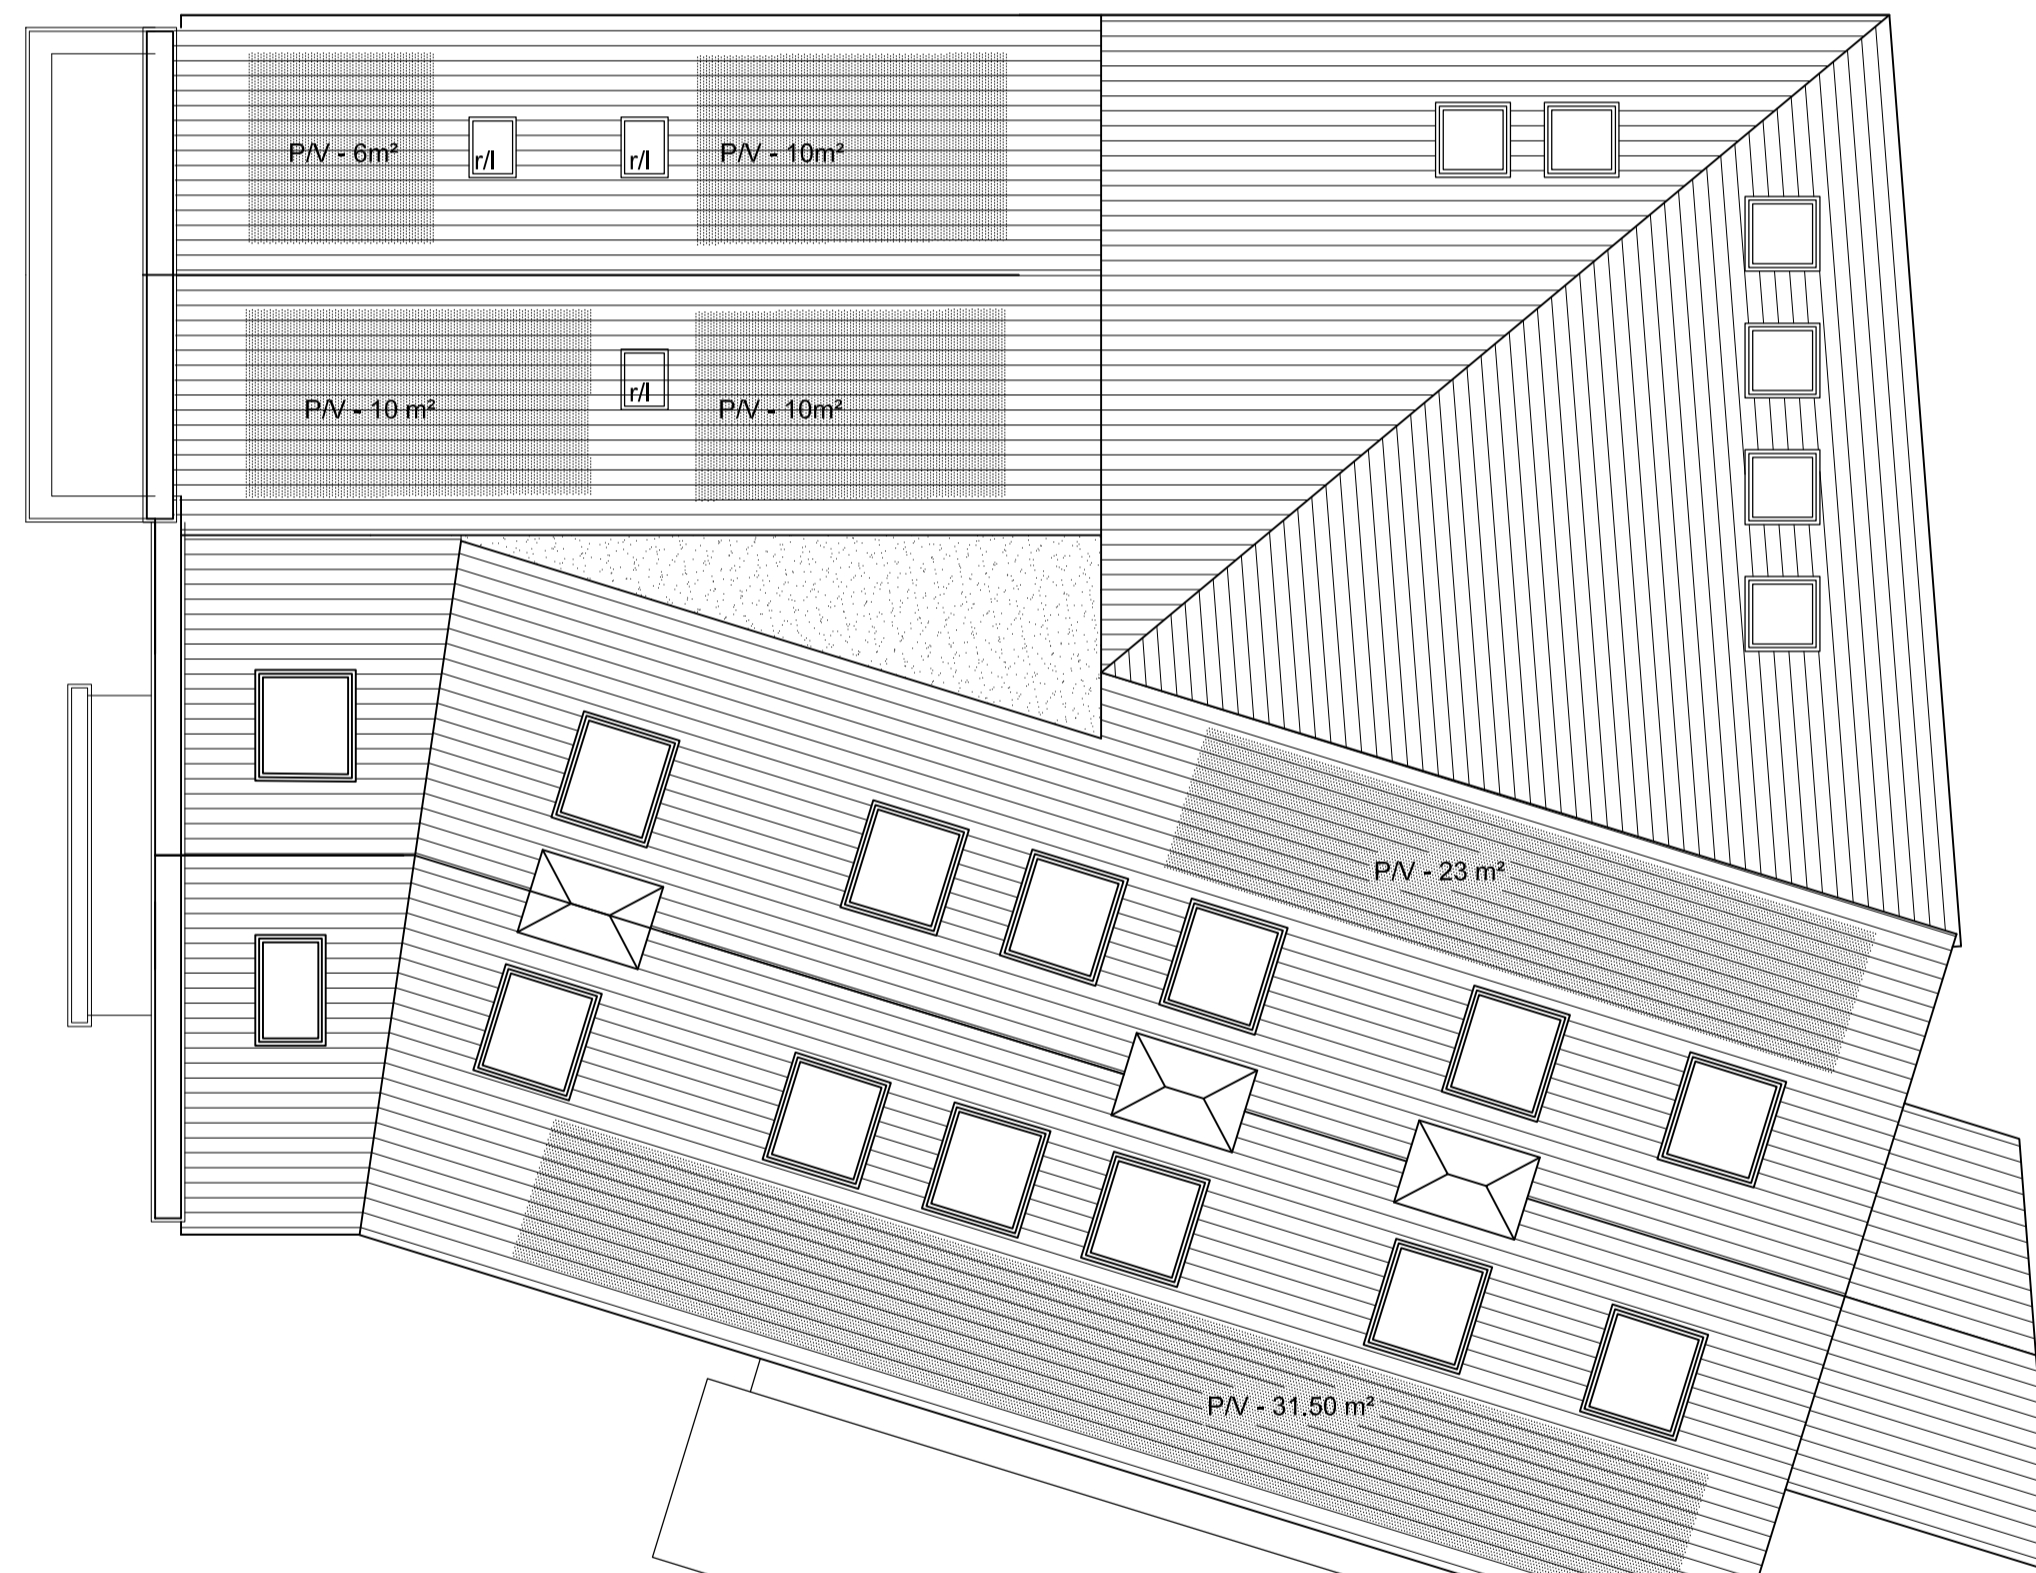 P/V - 6m²
r/l
r/l
P/V - 10m²
P/V - 10 m²
r/l
P/V - 10m²
P/V - 23 m²
P/V - 31.50 m²